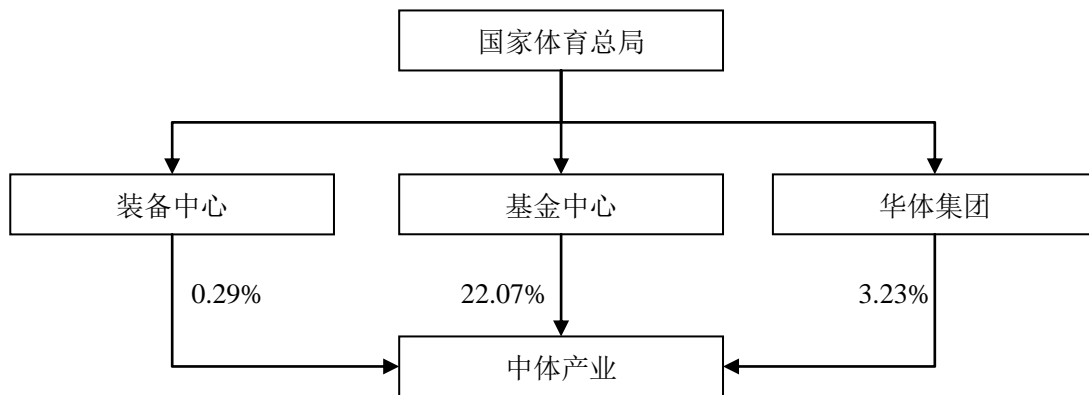 国家体育总局
装备中心
基金中心
华体集团
0.29%
22.07%
3.23%
中体产业